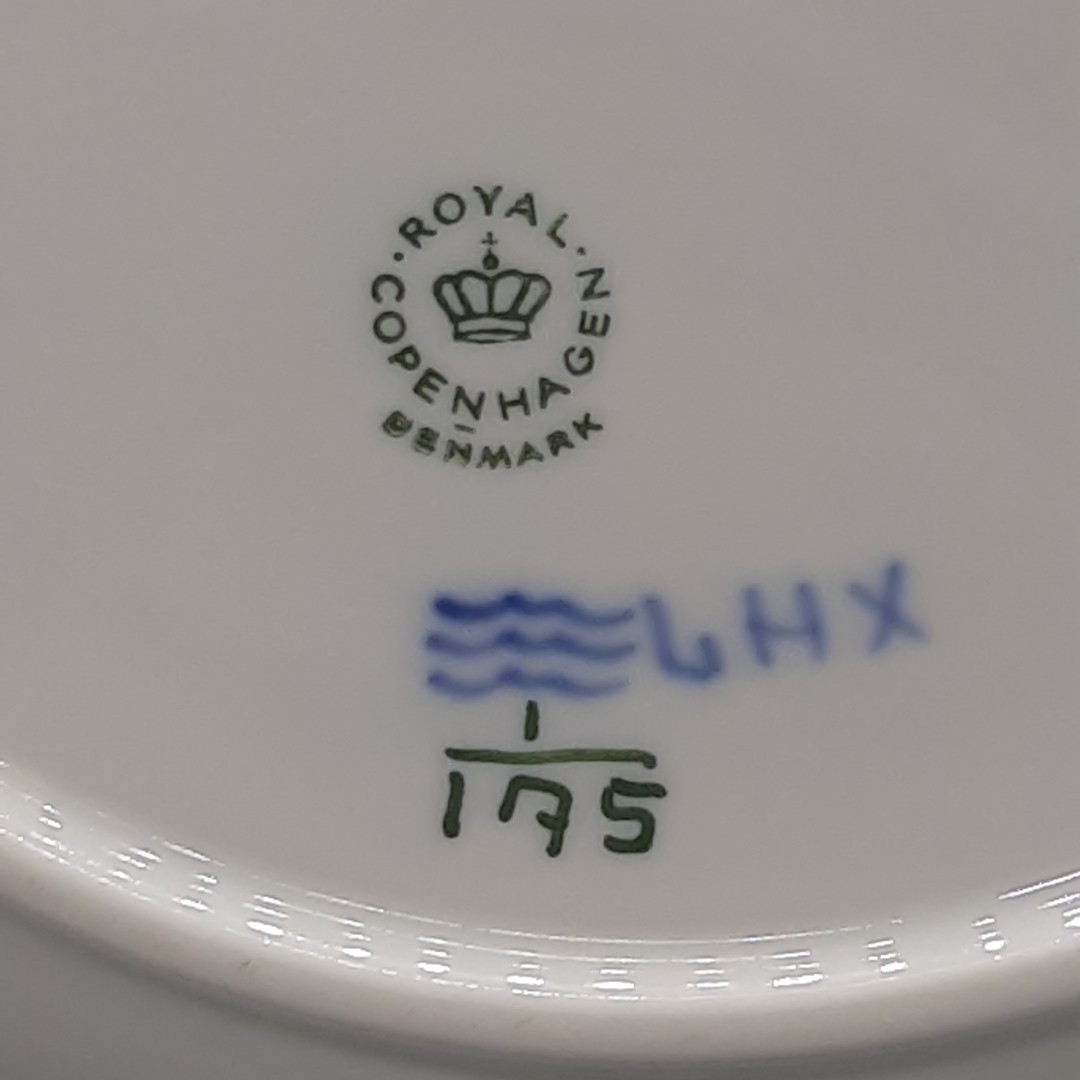 ROYAL
COPENHAGEN
DENMARK
LHX
1
175